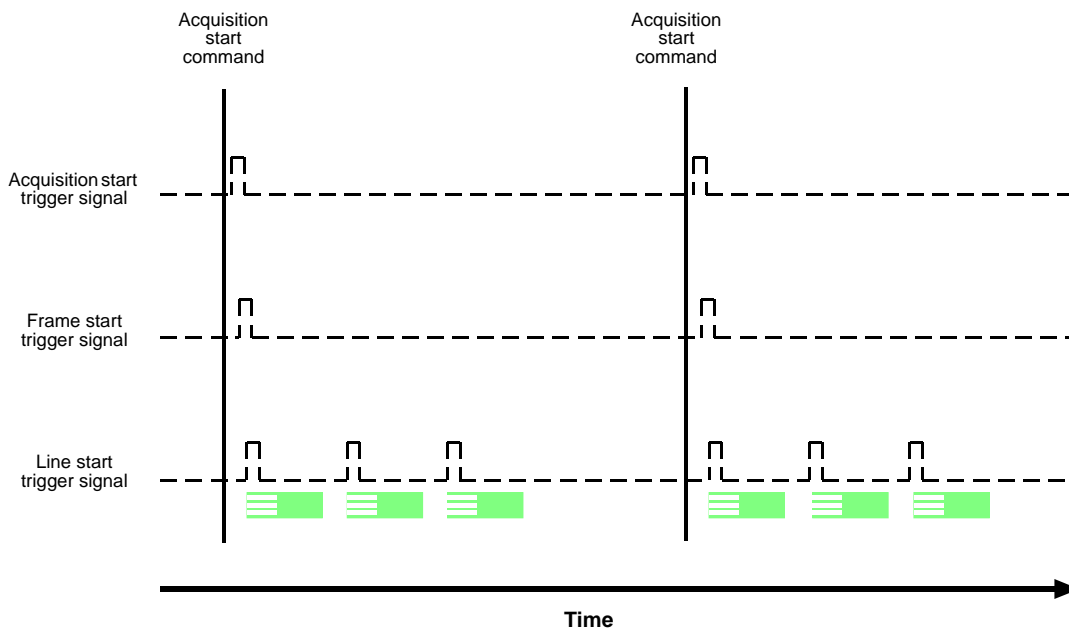 Acquisition
start
command
Acquisition
start
command
Acquisition start
trigger signal
Frame start
trigger signal
Line start
trigger signal
Time